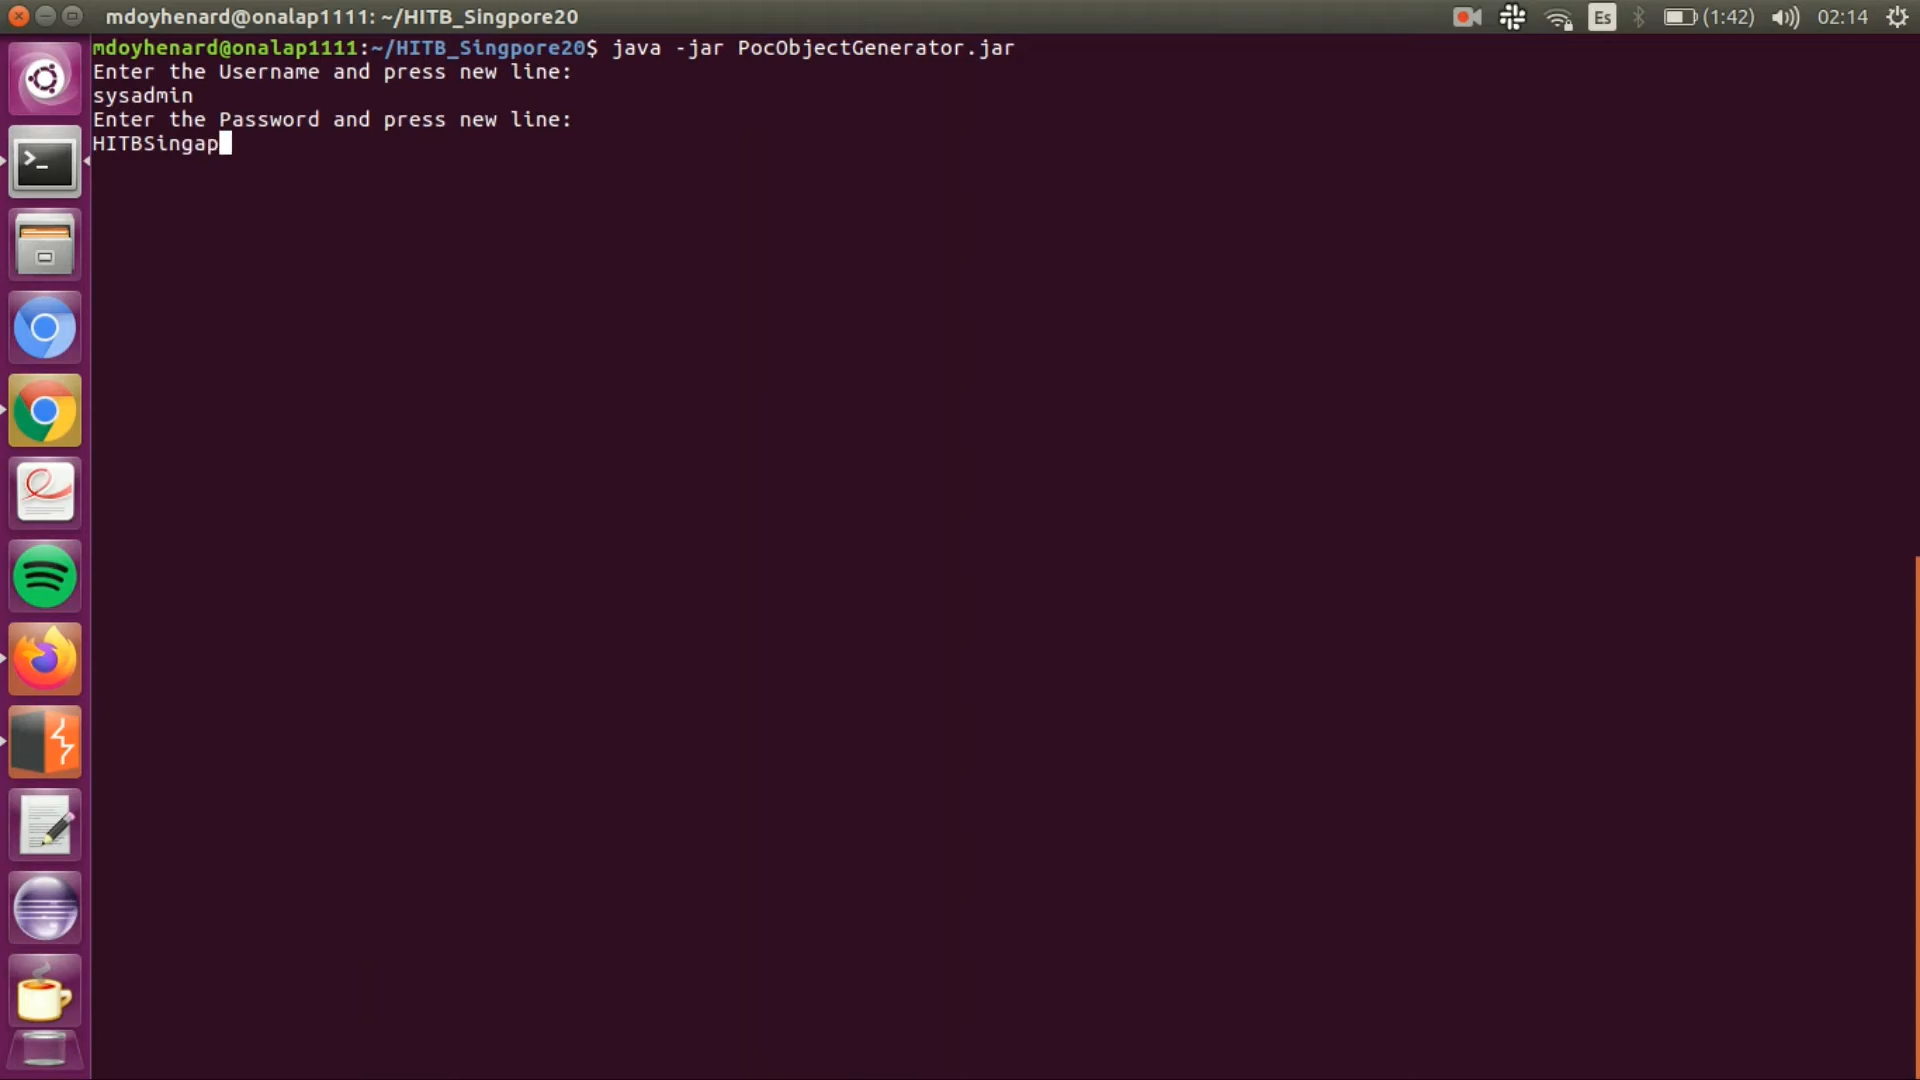 mdoyhenard@onalap1111: ~/HITB_Singpore20
Es
(1:42)
02:14
mdoyhenard@onalap1111:~/HITB_Singpore20$ java -jar PocObjectGenerator.jar
Enter the Username and press new line:
sysadmin
Enter the Password and press new line:
HITBSingap